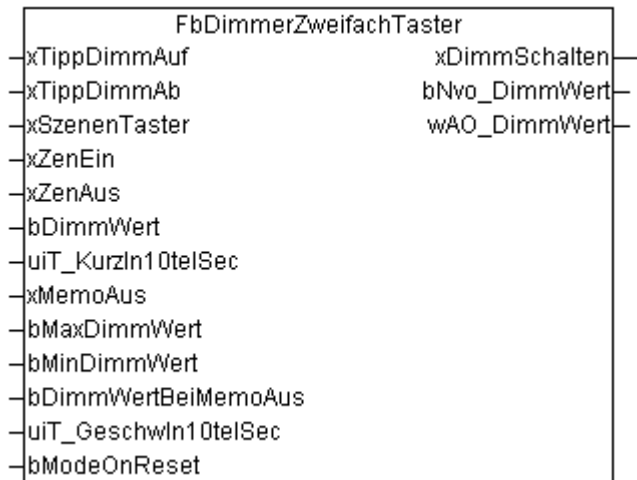 FbDimmerZweifachTaster
xTippDimmAuf xDimmSchalten
xTippDimmAb bNvo_DimmWert
xSzenenTaster wAO_DimmWert
xZenEin
xZenAus
bDimmWert
uiT_KurzIn10telSec
xMemoAus
bMaxDimmWert
bMinDimmWert
bDimmWertBeiMemoAus
uiT_GeschwIn10telSec
bModeOnReset